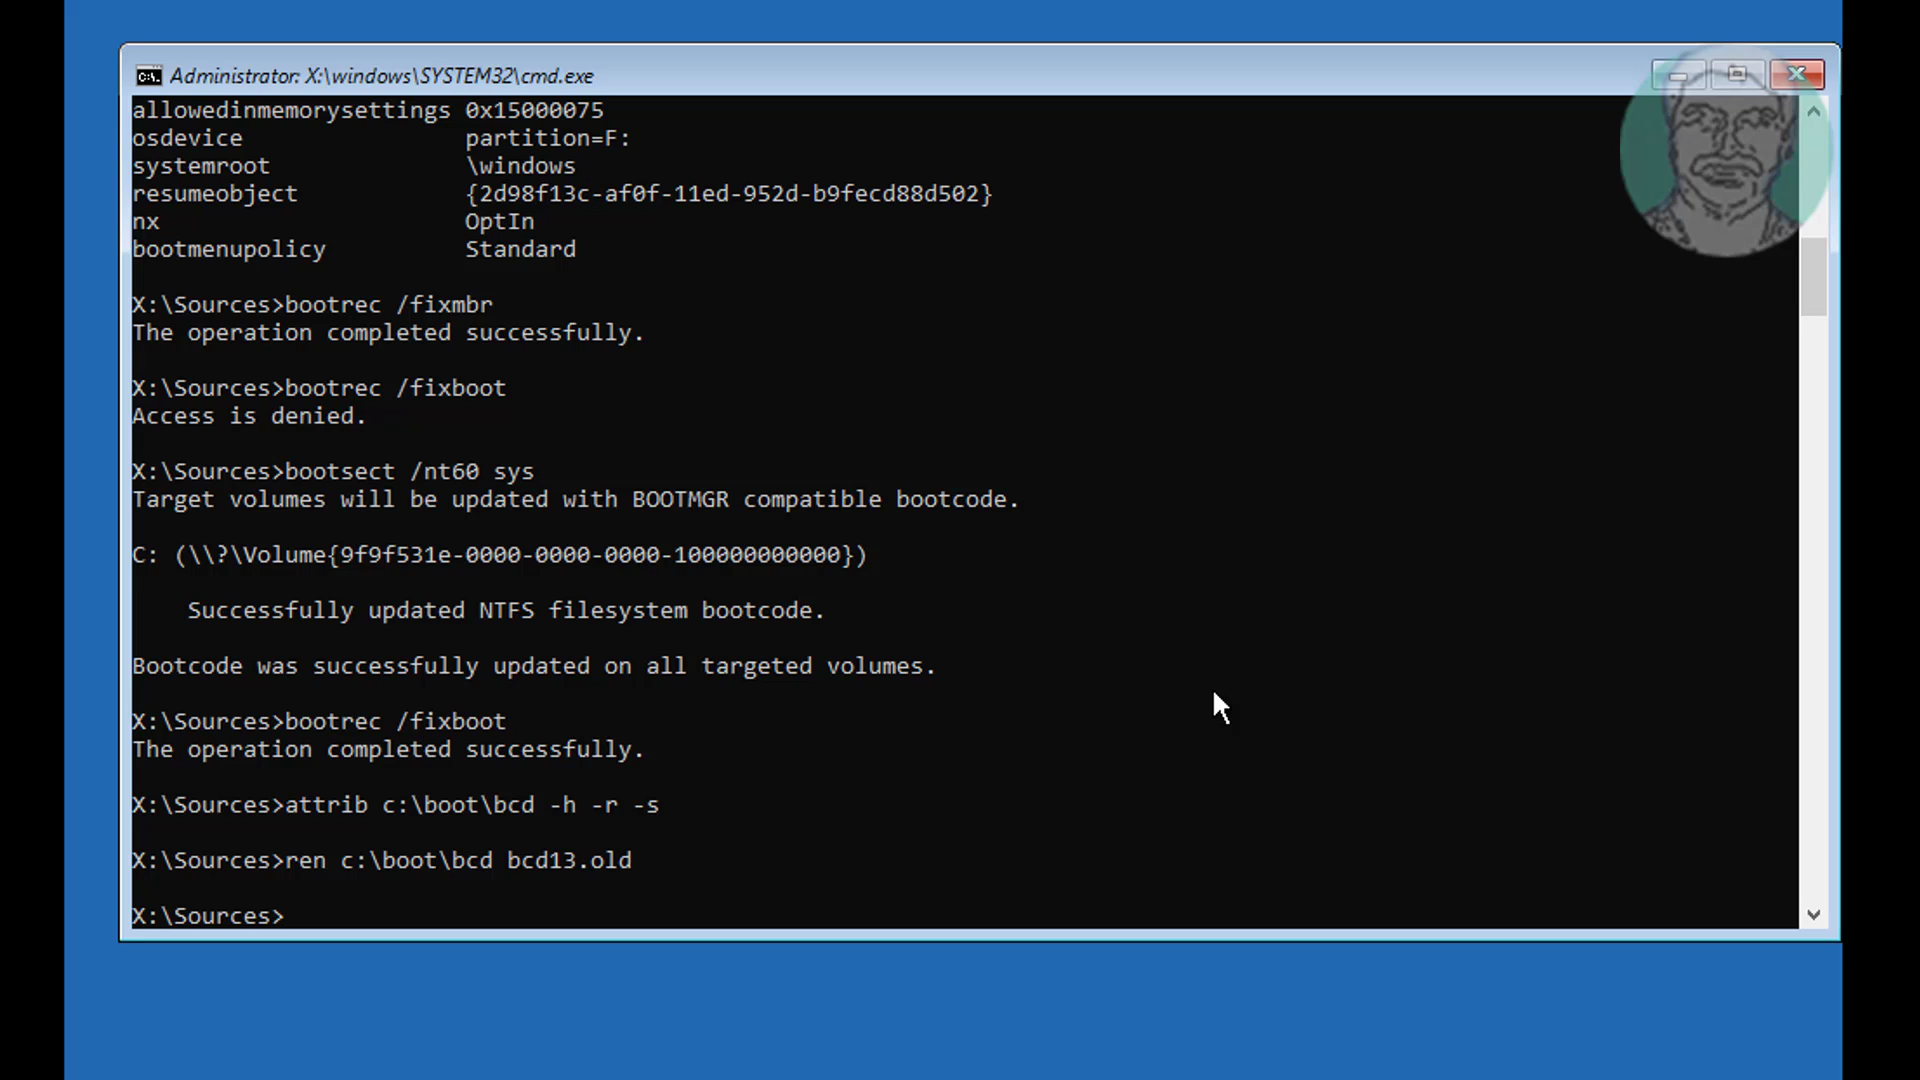 Administrator: X:\windows\SYSTEM32\cmd.exe
allowedinmemorysettings 0x15000075
osdevice partition=F:
systemroot \windows
resumeobject {2d98f13c-af0f-11ed-952d-b9fecd88d502}
nx OptIn
bootmenupolicy Standard
X:\Sources>bootrec /fixmbr
The operation completed successfully.
X:\Sources>bootrec /fixboot
Access is denied.
X:\Sources>bootsect /nt60 sys
Target volumes will be updated with BOOTMGR compatible bootcode.
C: (\\?\Volume{9f9f531e-0000-0000-0000-100000000000})
Successfully updated NTFS filesystem bootcode.
Bootcode was successfully updated on all targeted volumes.
X:\Sources>bootrec /fixboot
The operation completed successfully.
X:\Sources>attrib c:\boot\bcd -h -r -s
X:\Sources>ren c:\boot\bcd bcd13.old
X:\Sources>